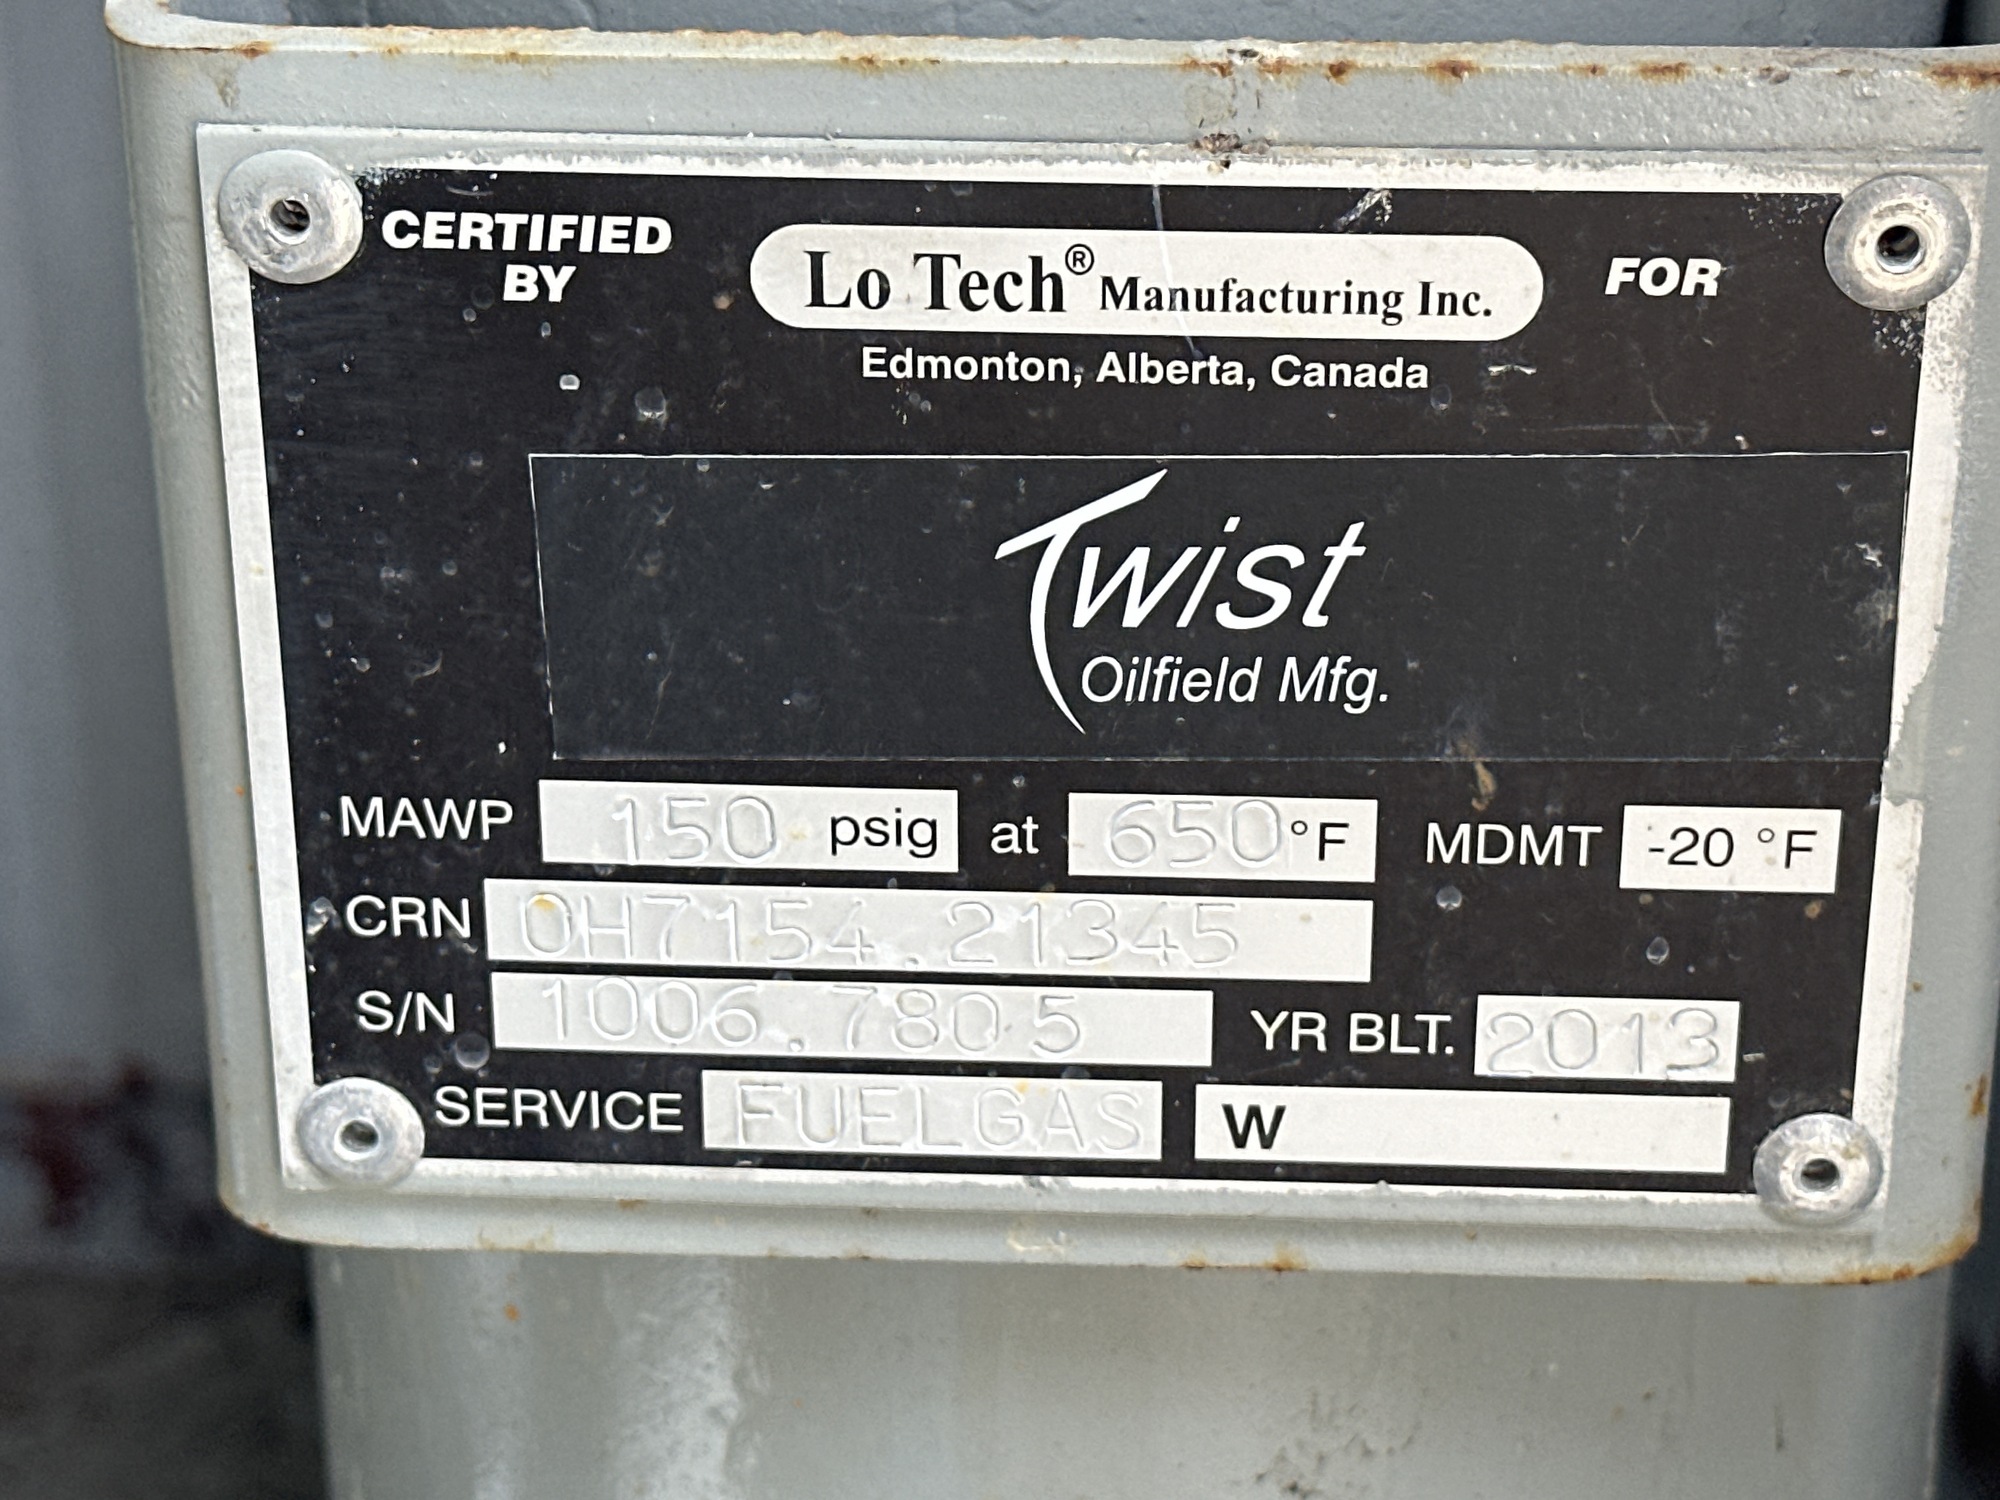 CERTIFIED BY
Lo Tech® Manufacturing Inc.
FOR
Edmonton, Alberta, Canada
Twist
Oilfield Mfg.
MAWP 150 psig at 650 °F MDMT -20 °F
CRN 0H7154.21345
S/N 1006.7805 YR BLT. 2013
SERVICE FUELGAS W